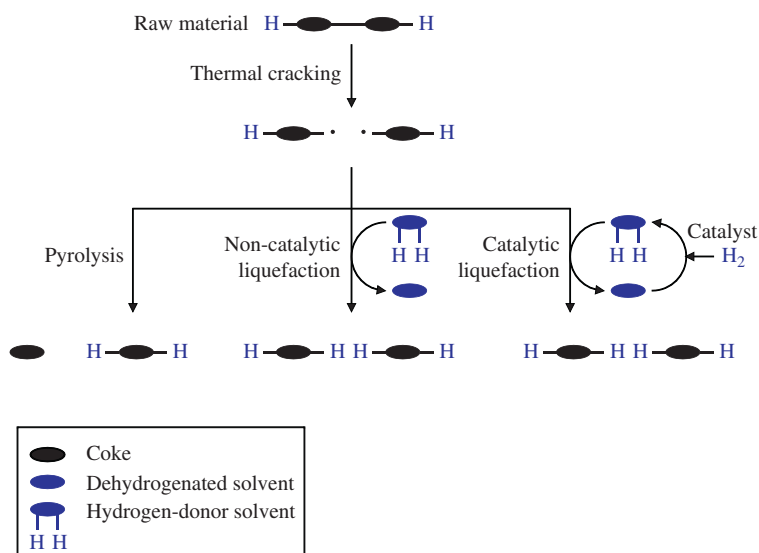 Raw material H H
Thermal cracking
H H
Pyrolysis
Non-catalytic
liquefaction
H H
Catalytic
liquefaction
H H
Catalyst
H₂
H H H H H H H H H H
Coke
Dehydrogenated solvent
Hydrogen-donor solvent
H H